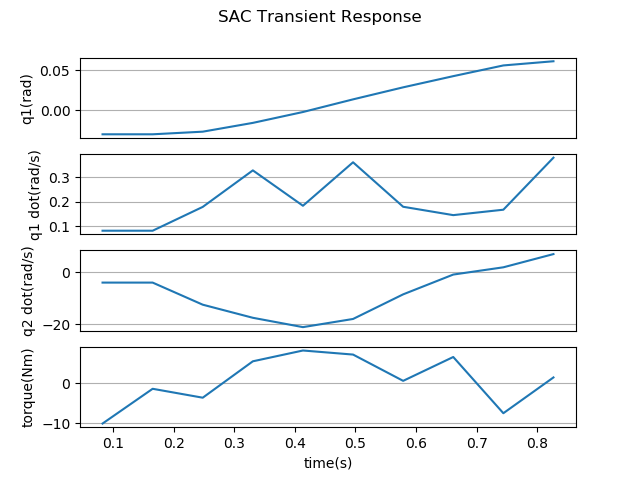 SAC Transient Response
q1(rad)
0.05
0.00
q1 dot(rad/s)
0.3
0.2
0.1
q2 dot(rad/s)
0
−20
torque(Nm)
0
−10
0.1 0.2 0.3 0.4 0.5 0.6 0.7 0.8
time(s)